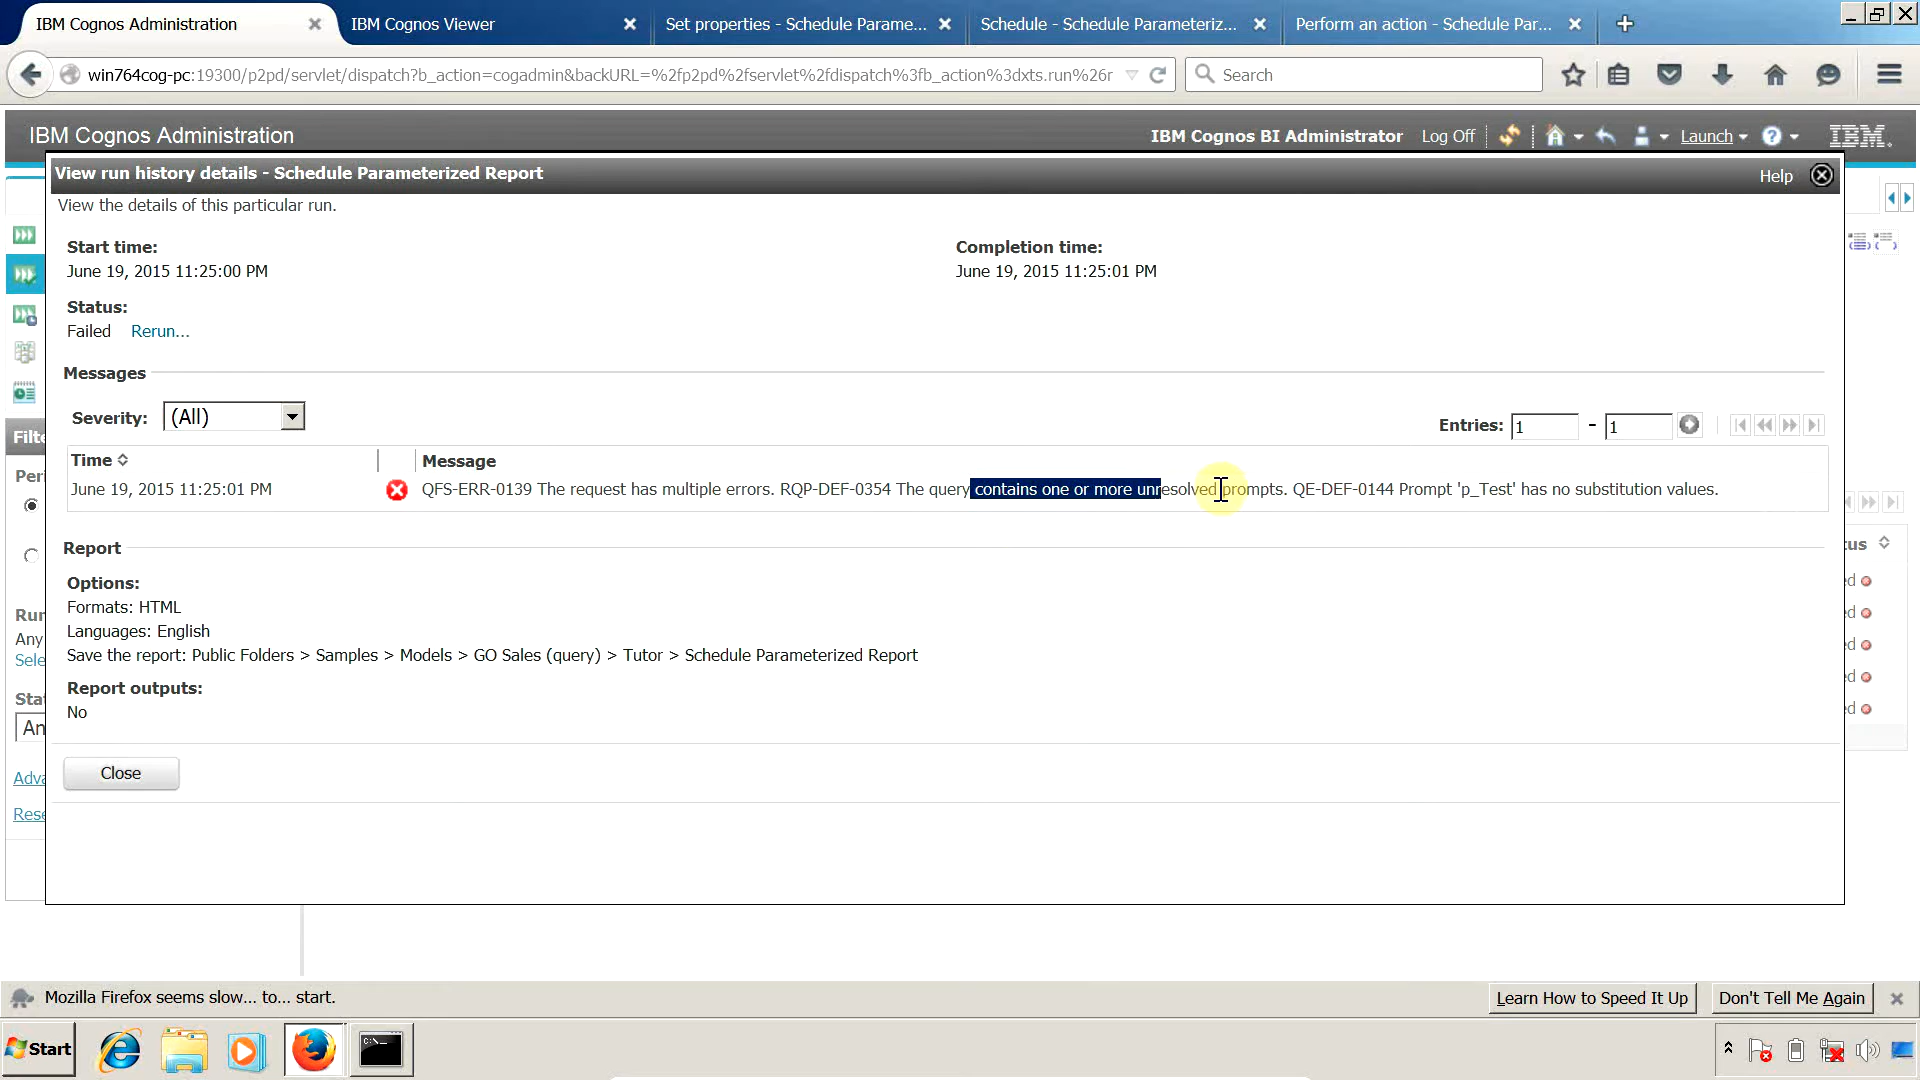 IBM Cognos Administration
IBM Cognos Viewer
Set properties - Schedule Parame...
Schedule - Schedule Parameteriz...
Perform an action - Schedule Par...
win764cog-pc:19300/p2pd/servlet/dispatch?b_action=cogadmin&backURL=%2fp2pd%2fservlet%2fdispatch%3fb_action%3dxts.run%26r
Search
IBM Cognos Administration
IBM Cognos BI Administrator
Log Off
Launch
IBM
View run history details - Schedule Parameterized Report
Help
View the details of this particular run.
Start time:
June 19, 2015 11:25:00 PM
Completion time:
June 19, 2015 11:25:01 PM
Status:
Failed Rerun...
Messages
Severity: (All)
Entries: 1 - 1
Time
Message
June 19, 2015 11:25:01 PM
QFS-ERR-0139 The request has multiple errors. RQP-DEF-0354 The query contains one or more unresolved prompts. QE-DEF-0144 Prompt 'p_Test' has no substitution values.
Report
Options:
Formats: HTML
Languages: English
Save the report: Public Folders > Samples > Models > GO Sales (query) > Tutor > Schedule Parameterized Report
Report outputs:
No
Close
Filte
Peri
Run
Any
Sele
Stat
An
Adva
Rese
tus
ed
ed
ed
ed
ed
Mozilla Firefox seems slow... to... start.
Learn How to Speed It Up
Don't Tell Me Again
Start
C:\_